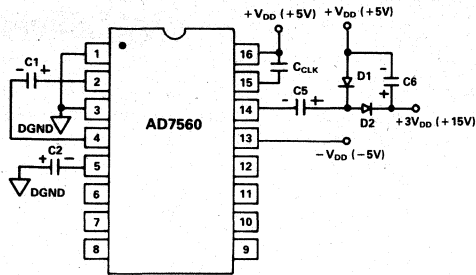 +VDD (+5V) +VDD (+5V)
C1
- +
1 16
CCLK
2 15
D1
-
C6
+
C5
- +
3 14
D2
+3VDD (+15V)
DGND
AD7560
4 13
-VDD (-5V)
C2
+ -
5 12
DGND
6 11
7 10
8 9